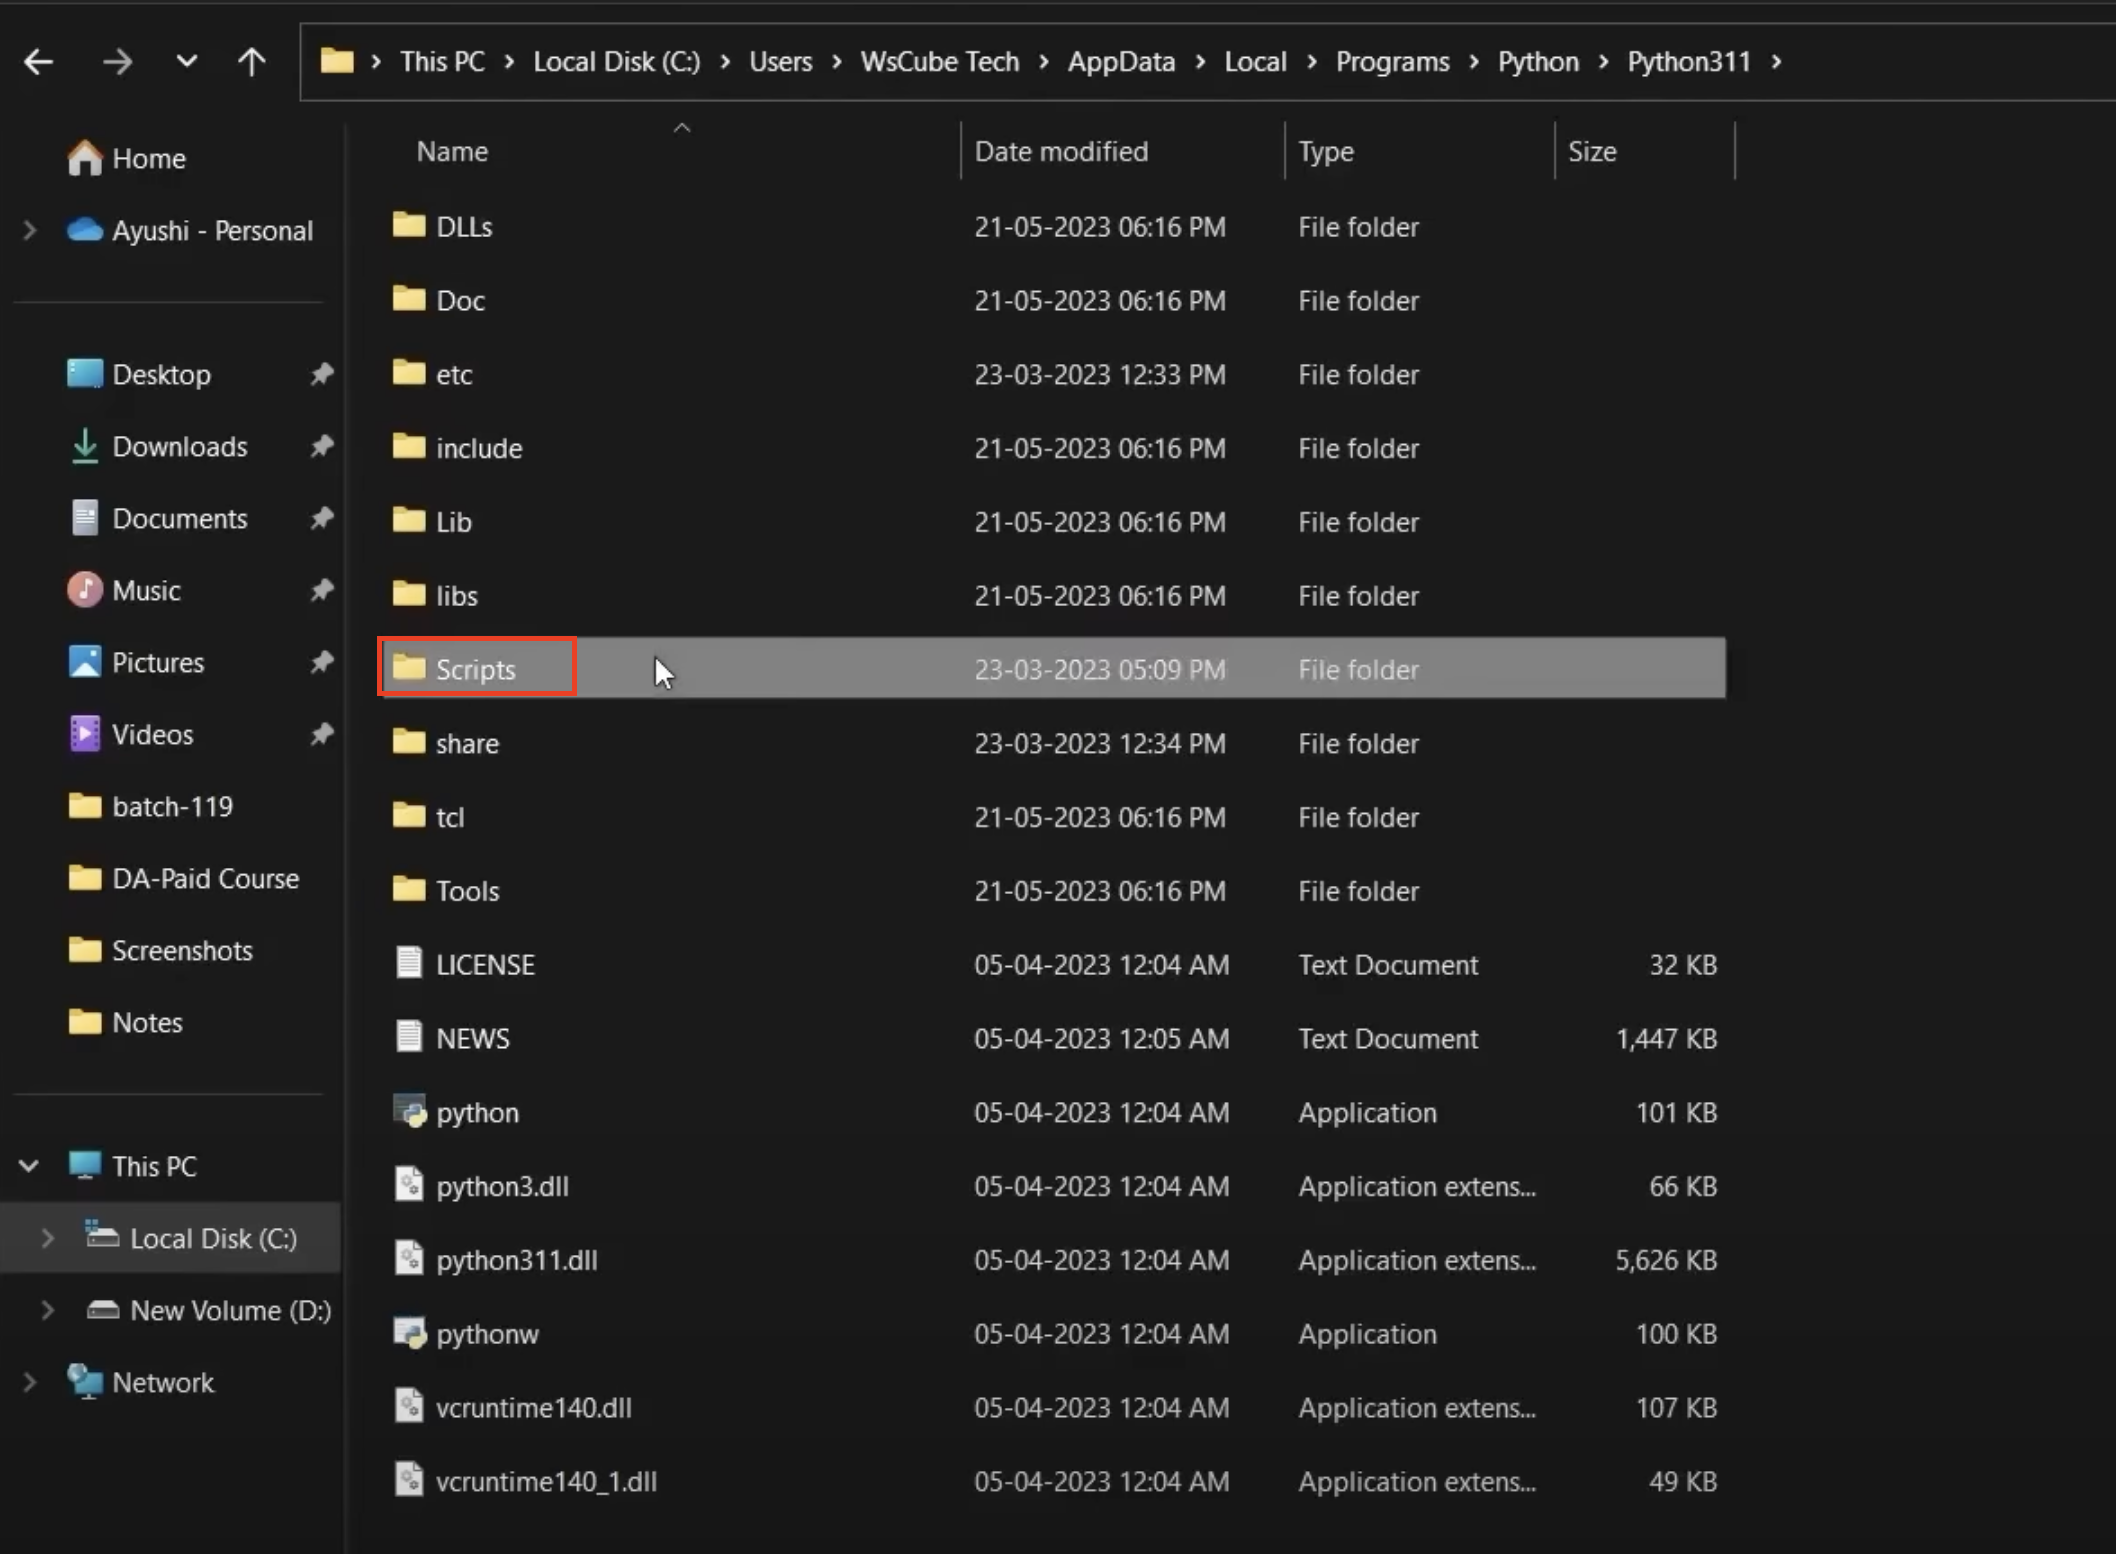 This PC > Local Disk (C:) > Users > WsCube Tech > AppData > Local > Programs > Python > Python311 >
Home
Ayushi - Personal
Desktop
Downloads
Documents
Music
Pictures
Videos
batch-119
DA-Paid Course
Screenshots
Notes
This PC
Local Disk (C:)
New Volume (D:)
Network
Name Date modified Type Size
DLLs 21-05-2023 06:16 PM File folder
Doc 21-05-2023 06:16 PM File folder
etc 23-03-2023 12:33 PM File folder
include 21-05-2023 06:16 PM File folder
Lib 21-05-2023 06:16 PM File folder
libs 21-05-2023 06:16 PM File folder
Scripts 23-03-2023 05:09 PM File folder
share 23-03-2023 12:34 PM File folder
tcl 21-05-2023 06:16 PM File folder
Tools 21-05-2023 06:16 PM File folder
LICENSE 05-04-2023 12:04 AM Text Document 32 KB
NEWS 05-04-2023 12:05 AM Text Document 1,447 KB
python 05-04-2023 12:04 AM Application 101 KB
python3.dll 05-04-2023 12:04 AM Application extens... 66 KB
python311.dll 05-04-2023 12:04 AM Application extens... 5,626 KB
pythonw 05-04-2023 12:04 AM Application 100 KB
vcruntime140.dll 05-04-2023 12:04 AM Application extens... 107 KB
vcruntime140_1.dll 05-04-2023 12:04 AM Application extens... 49 KB